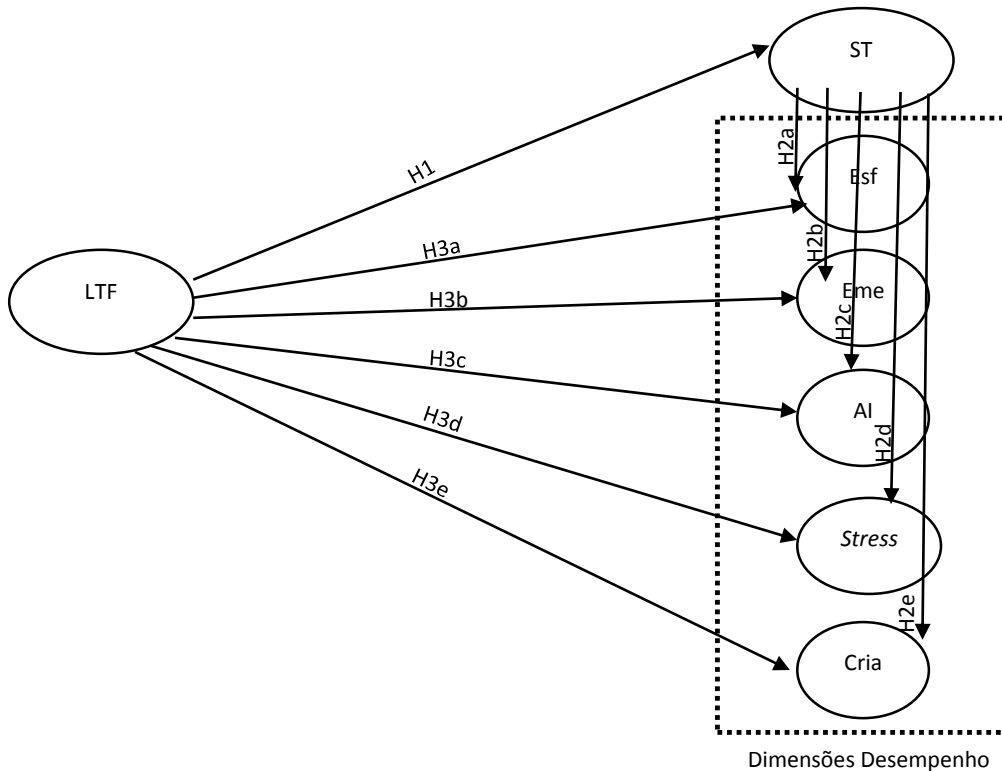 ST
H2a
Esf
H1
H3a
H2b
LTF
H3b
Eme
H2c
H3c
AI
H3d
H2d
H3e
Stress
H2e
Cria
Dimensões Desempenho